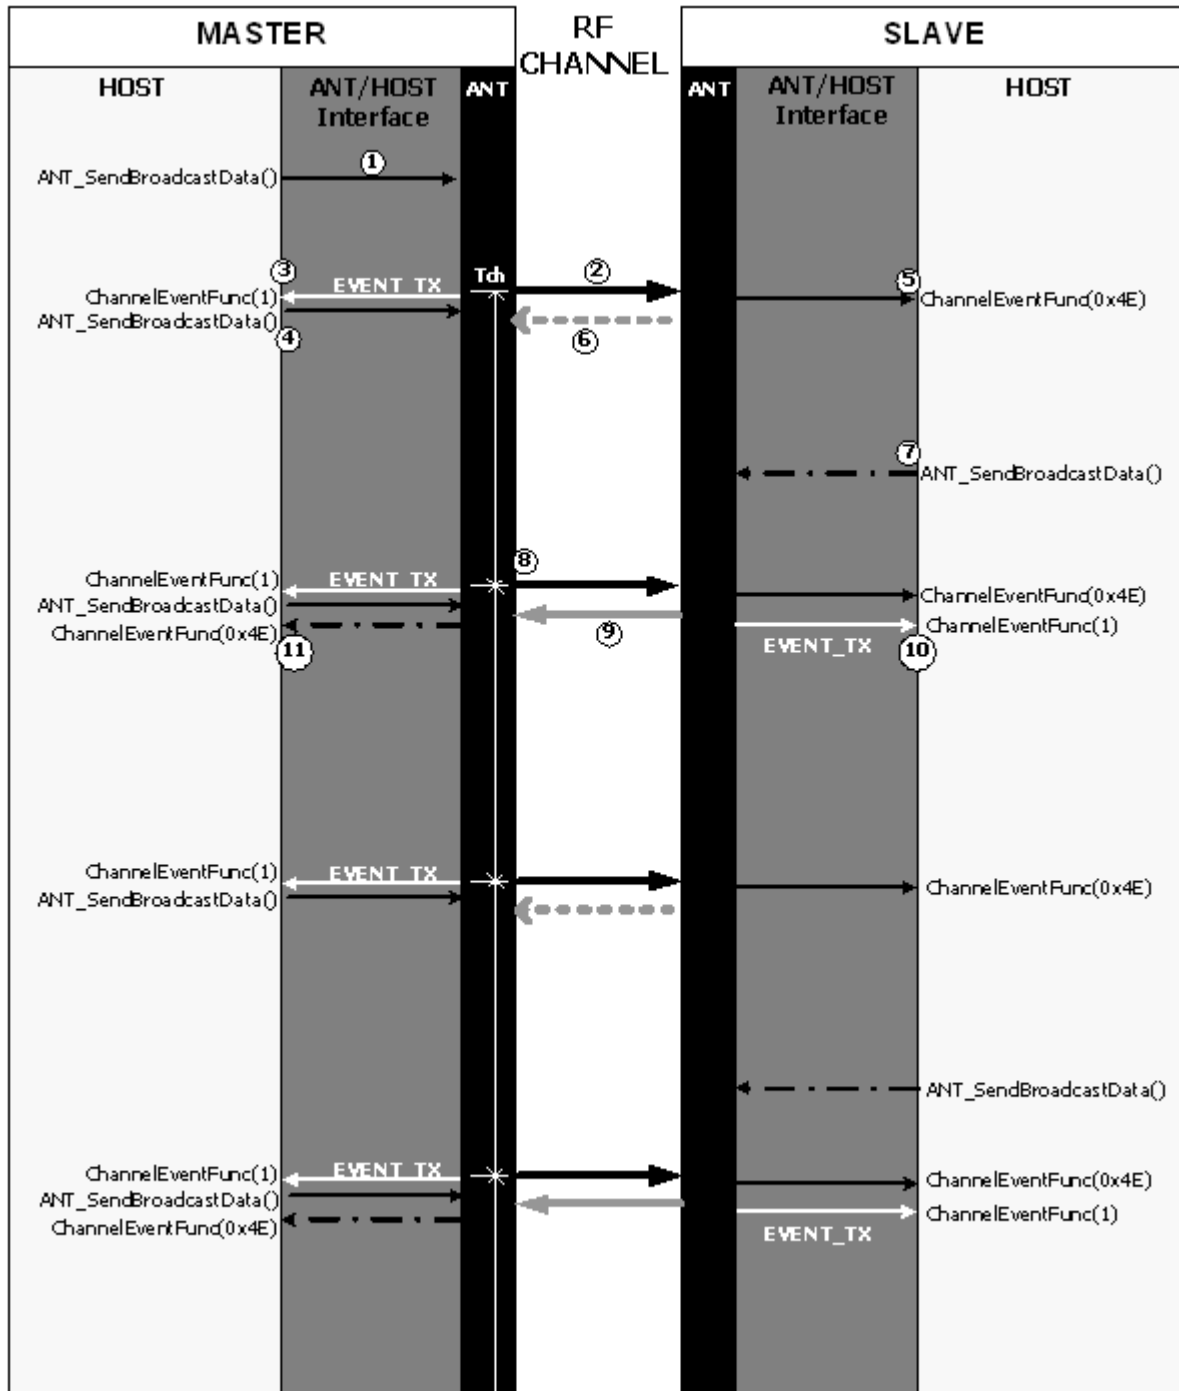 MASTER
RF
CHANNEL
SLAVE
HOST
ANT/HOST
Interface
ANT
ANT
ANT/HOST
Interface
HOST
1
ANT_SendBroadcastData()
3
Tch
2
5
ChannelEventFunc(1)
EVENT_TX
ChannelEventFunc(0x4E)
ANT_SendBroadcastData()
4
6
7
ANT_SendBroadcastData()
8
ChannelEventFunc(1)
EVENT_TX
ANT_SendBroadcastData()
ChannelEventFunc(0x4E)
ChannelEventFunc(0x4E)
9
ChannelEventFunc(1)
11
EVENT_TX
10
ChannelEventFunc(1)
EVENT_TX
ANT_SendBroadcastData()
ChannelEventFunc(0x4E)
ANT_SendBroadcastData()
ChannelEventFunc(1)
EVENT_TX
ChannelEventFunc(0x4E)
ANT_SendBroadcastData()
ChannelEventFunc(0x4E)
ChannelEventFunc(1)
EVENT_TX